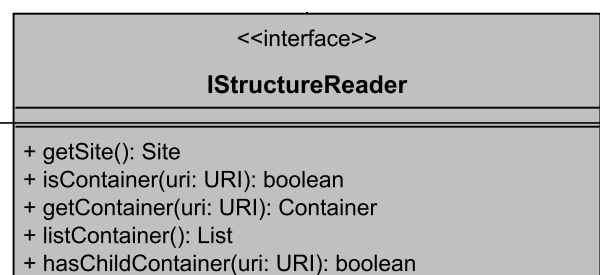 <<interface>>
IStructureReader
+ getSite(): Site
+ isContainer(uri: URI): boolean
+ getContainer(uri: URI): Container
+ listContainer(): List
+ hasChildContainer(uri: URI): boolean